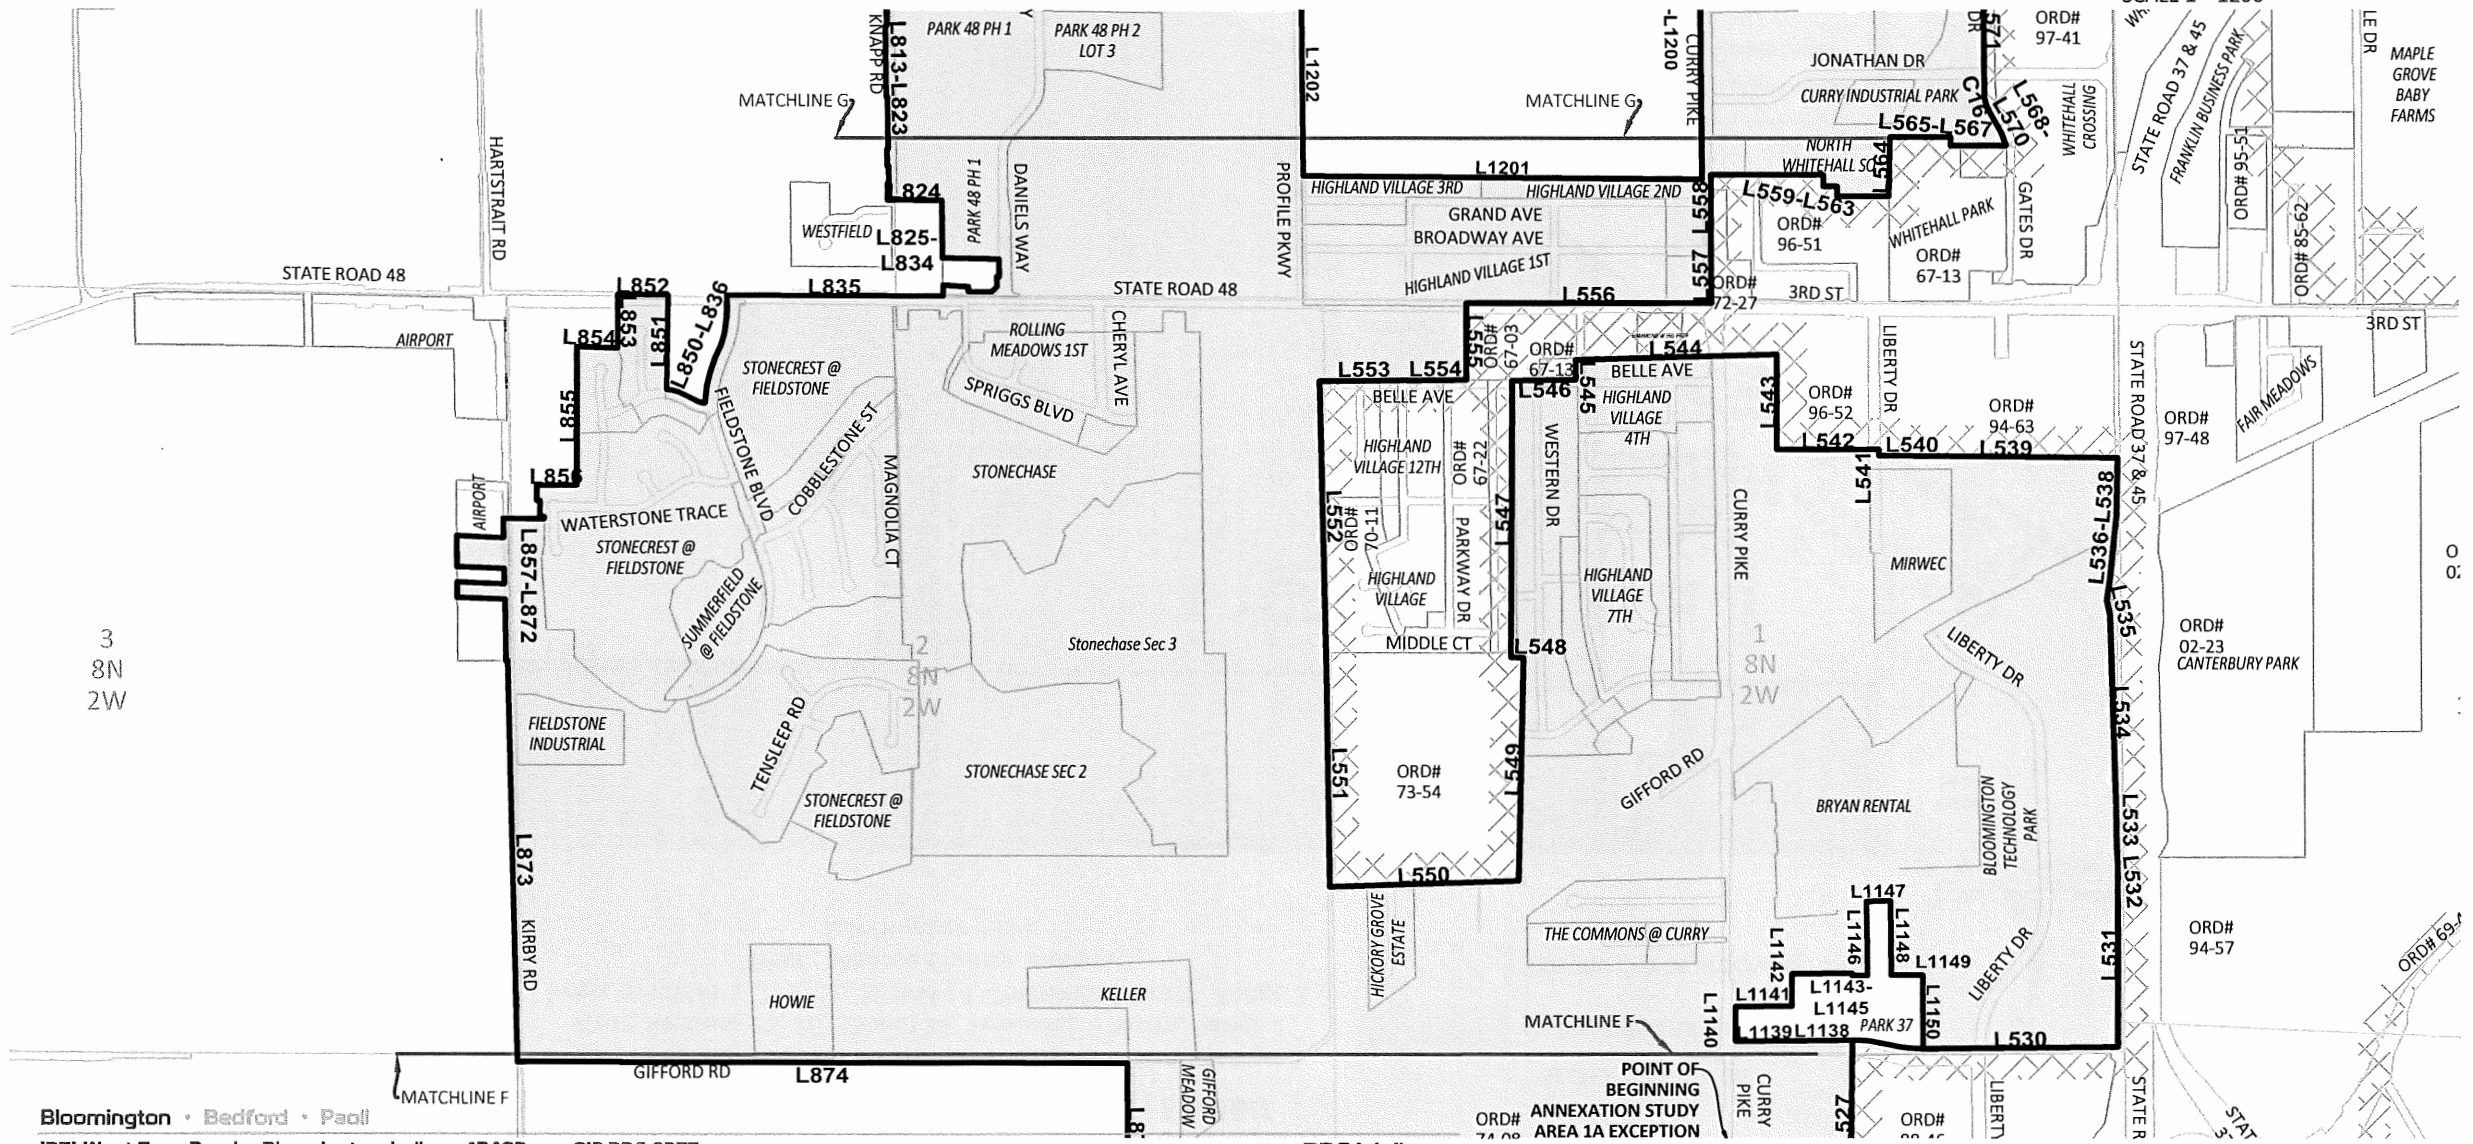 KNAPP RD
L813-L823
PARK 48 PH 1
PARK 48 PH 2
LOT 3
L1202
-L1200
CURRY PIKE
JONATHAN DR
CURRY INDUSTRIAL PARK
DR
571
C16
L568-
L570
ORD#
97-41
WHITEHALL
CROSSING
STATE ROAD 37 & 45
FRANKLIN BUSINESS PARK
ORD# 95-51
LE DR
MAPLE
GROVE
BABY
FARMS
MATCHLINE G
MATCHLINE G
L565-L567
NORTH
WHITEHALL SQ
L564
HARTSTRAIT RD
L824
PARK 48 PH 1
DANIELS WAY
PROFILE PKWY
L1201
HIGHLAND VILLAGE 3RD
HIGHLAND VILLAGE 2ND
L558
L559-L563
GRAND AVE
BROADWAY AVE
HIGHLAND VILLAGE 1ST
L557
ORD#
96-51
WHITEHALL PARK
ORD#
67-13
GATES DR
ORD# 85-62
WESTFIELD
L825-
L834
STATE ROAD 48
L852
L835
STATE ROAD 48
L556
ORD#
72-27
3RD ST
3RD ST
AIRPORT
L854
L853
L851
L850-L836
STONECREST @
FIELDSTONE
ROLLING
MEADOWS 1ST
CHERYL AVE
SPRIGGS BLVD
L553
L554
L555
ORD#
67-03
ORD#
67-13
L544
BELLE AVE
L543
LIBERTY DR
STATE ROAD 37 & 45
FAIR MEADOWS
L855
FIELDSTONE BLVD
COBBLESTONE ST
BELLE AVE
L546
L545
HIGHLAND
VILLAGE
4TH
ORD#
96-52
ORD#
94-63
ORD#
97-48
L542
L540
L539
L541
AIRPORT
L856
MAGNOLIA CT
STONECHASE
HIGHLAND
VILLAGE 12TH
ORD#
67-22
WESTERN DR
CURRY PIKE
L536-L538
WATERSTONE TRACE
STONECREST @
FIELDSTONE
L857-L872
L552
ORD#
70-11
L547
PARKWAY DR
HIGHLAND
VILLAGE
HIGHLAND
VILLAGE
7TH
MIRWEC
L535
SUMMERFIELD
@ FIELDSTONE
3
8N
2W
2
8N
2W
Stonechase Sec 3
MIDDLE CT
L548
1
8N
2W
LIBERTY DR
ORD#
02-23
CANTERBURY PARK
L534
FIELDSTONE
INDUSTRIAL
TENSLEEP RD
STONECHASE SEC 2
L551
ORD#
73-54
L549
GIFFORD RD
STONECREST @
FIELDSTONE
BRYAN RENTAL
BLOOMINGTON
TECHNOLOGY
PARK
L533
L532
L873
L550
KIRBY RD
HICKORY GROVE
ESTATE
THE COMMONS @ CURRY
L1147
L1146
L1148
L1142
L1149
LIBERTY DR
L531
ORD#
94-57
HOWIE
KELLER
L1141
L1143-
L1145
L1140
L1139
L1138
PARK 37
L1150
MATCHLINE F
L530
GIFFORD RD
L874
GIFFORD
MEADOW
MATCHLINE F
POINT OF
BEGINNING
ANNEXATION STUDY
AREA 1A EXCEPTION
CURRY
PIKE
527
ORD#
LIBERTY
STATE R
STAT
ORD#
Bloomington • Bedford • Paoli